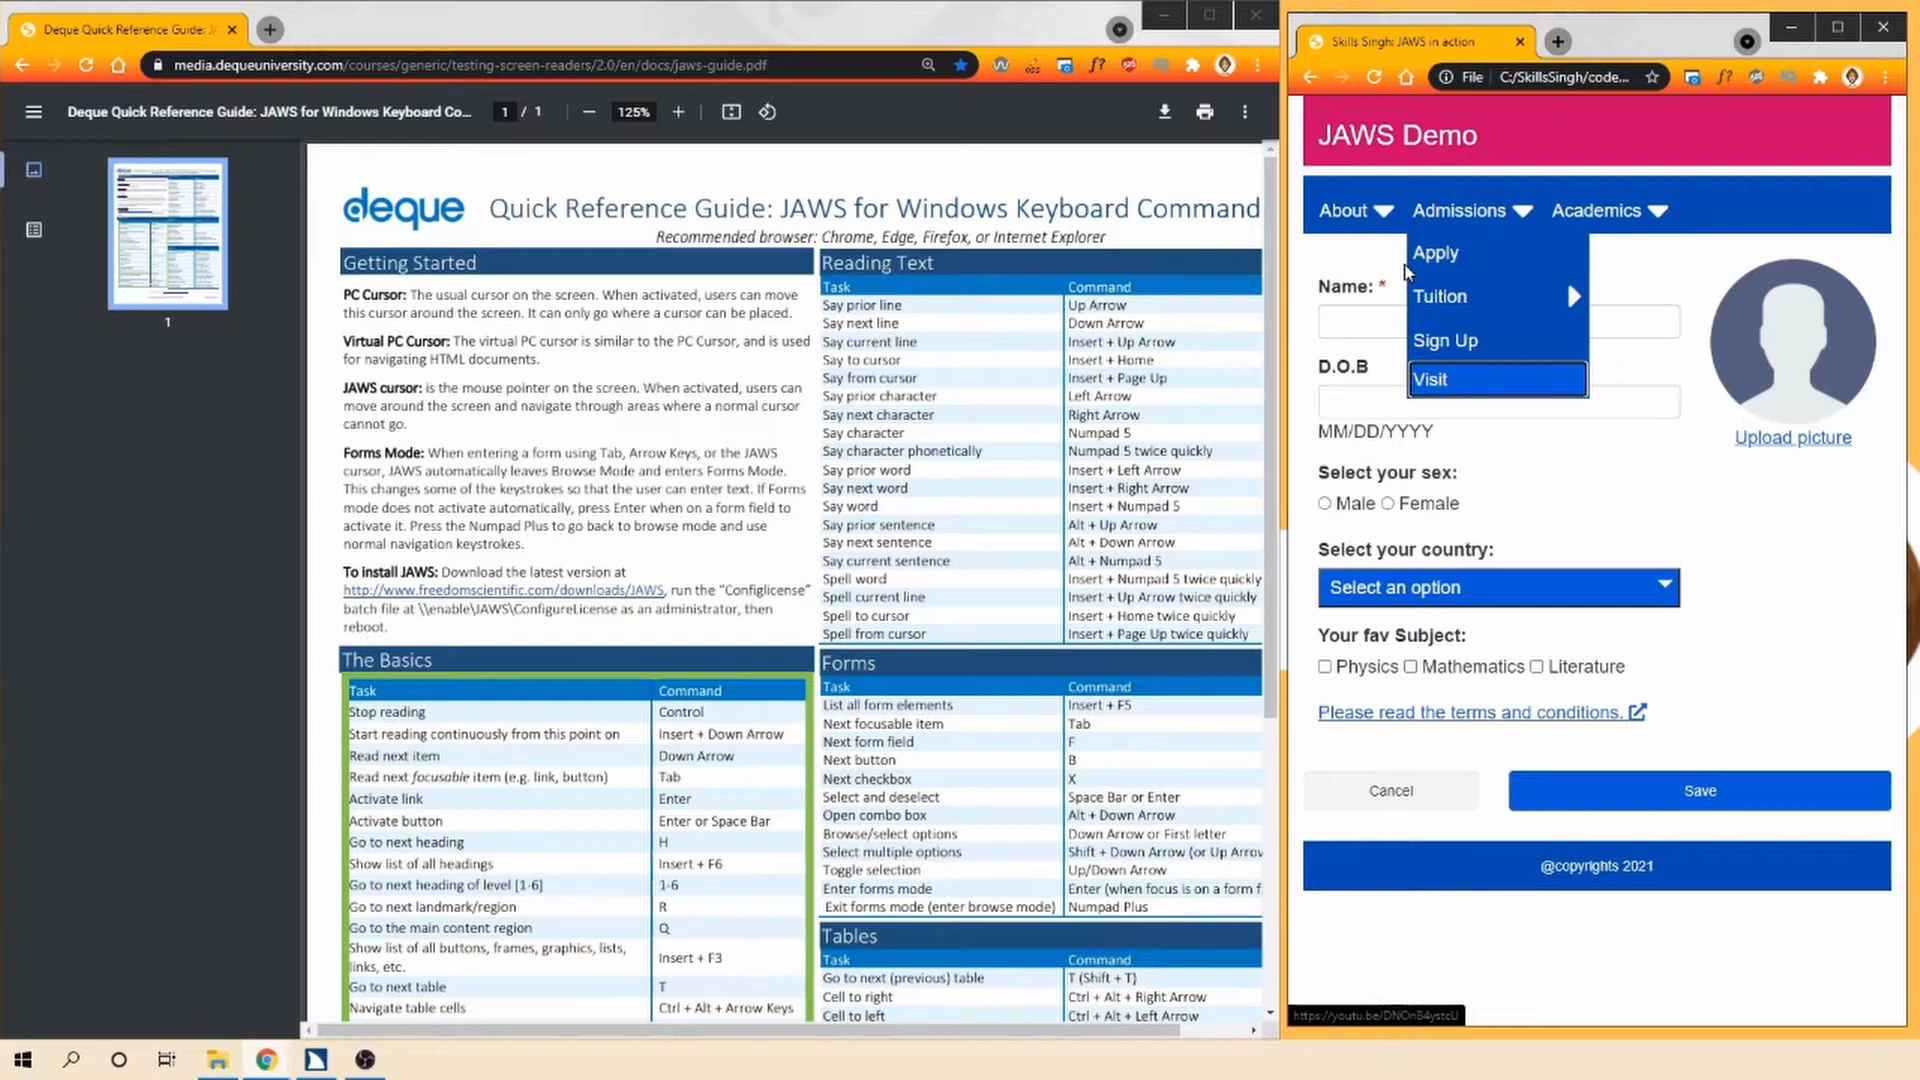 Deque Quick Reference Guide: J
media.dequeuniversity.com/courses/generic/testing-screen-readers/2.0/en/docs/jaws-guide.pdf
Deque Quick Reference Guide: JAWS for Windows Keyboard Co...
1 / 1
125%
1
deque
Quick Reference Guide: JAWS for Windows Keyboard Command
Recommended browser: Chrome, Edge, Firefox, or Internet Explorer
Getting Started
PC Cursor: The usual cursor on the screen. When activated, users can move
this cursor around the screen. It can only go where a cursor can be placed.
Virtual PC Cursor: The virtual PC cursor is similar to the PC Cursor, and is used
for navigating HTML documents.
JAWS cursor: is the mouse pointer on the screen. When activated, users can
move around the screen and navigate through areas where a normal cursor
cannot go.
Forms Mode: When entering a form using Tab, Arrow Keys, or the JAWS
cursor, JAWS automatically leaves Browse Mode and enters Forms Mode.
This changes some of the keystrokes so that the user can enter text. If Forms
mode does not activate automatically, press Enter when on a form field to
activate it. Press the Numpad Plus to go back to browse mode and use
normal navigation keystrokes.
To install JAWS: Download the latest version at
http://www.freedomscientific.com/downloads/JAWS, run the "Configlicense"
batch file at \\enable\JAWS\ConfigureLicense as an administrator, then
reboot.
The Basics
Task Command
Stop reading Control
Start reading continuously from this point on Insert + Down Arrow
Read next item Down Arrow
Read next focusable item (e.g. link, button) Tab
Activate link Enter
Activate button Enter or Space Bar
Go to next heading H
Show list of all headings Insert + F6
Go to next heading of level [1-6] 1-6
Go to next landmark/region R
Go to the main content region Q
Show list of all buttons, frames, graphics, lists,
links, etc. Insert + F3
Go to next table T
Navigate table cells Ctrl + Alt + Arrow Keys
Reading Text
Task Command
Say prior line Up Arrow
Say next line Down Arrow
Say current line Insert + Up Arrow
Say to cursor Insert + Home
Say from cursor Insert + Page Up
Say prior character Left Arrow
Say next character Right Arrow
Say character Numpad 5
Say character phonetically Numpad 5 twice quickly
Say prior word Insert + Left Arrow
Say next word Insert + Right Arrow
Say word Insert + Numpad 5
Say prior sentence Alt + Up Arrow
Say next sentence Alt + Down Arrow
Say current sentence Alt + Numpad 5
Spell word Insert + Numpad 5 twice quickly
Spell current line Insert + Up Arrow twice quickly
Spell to cursor Insert + Home twice quickly
Spell from cursor Insert + Page Up twice quickly
Forms
Task Command
List all form elements Insert + F5
Next focusable item Tab
Next form field F
Next button B
Next checkbox X
Select and deselect Space Bar or Enter
Open combo box Alt + Down Arrow
Browse/select options Down Arrow or First letter
Select multiple options Shift + Down Arrow (or Up Arrov
Toggle selection Up/Down Arrow
Enter forms mode Enter (when focus is on a form f
Exit forms mode (enter browse mode) Numpad Plus
Tables
Task Command
Go to next (previous) table T (Shift + T)
Cell to right Ctrl + Alt + Right Arrow
Cell to left Ctrl + Alt + Left Arrow
Skills Singh: JAWS in action
File C:/SkillsSingh/code...
JAWS Demo
About Admissions Academics
Apply
Tuition
Sign Up
Visit
Name: *
D.O.B
MM/DD/YYYY
Upload picture
Select your sex:
Male Female
Select your country:
Select an option
Your fav Subject:
Physics Mathematics Literature
Please read the terms and conditions.
Cancel Save
@copyrights 2021